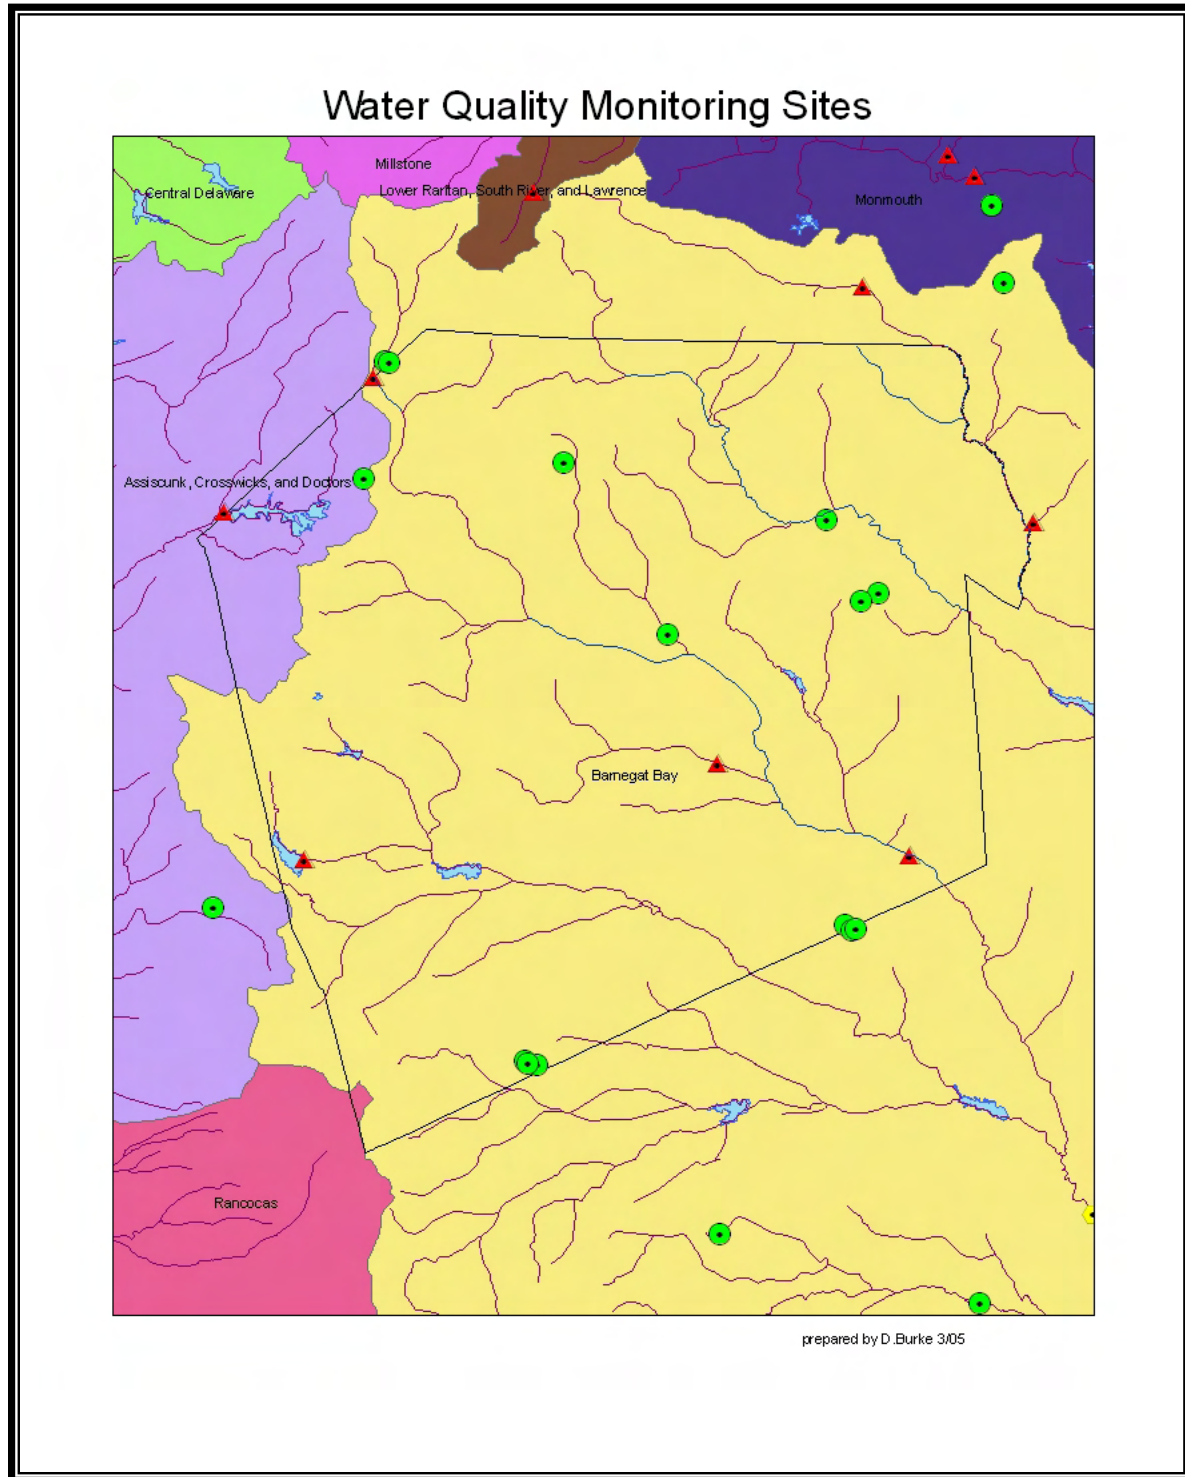 Water Quality Monitoring Sites
Millstone
Central Delaware
Lower Raritan, South River, and Lawrence
Monmouth
Assiscunk, Crosswicks, and Doctors
Barnegat Bay
Rancocas
prepared by D.Burke 3/05